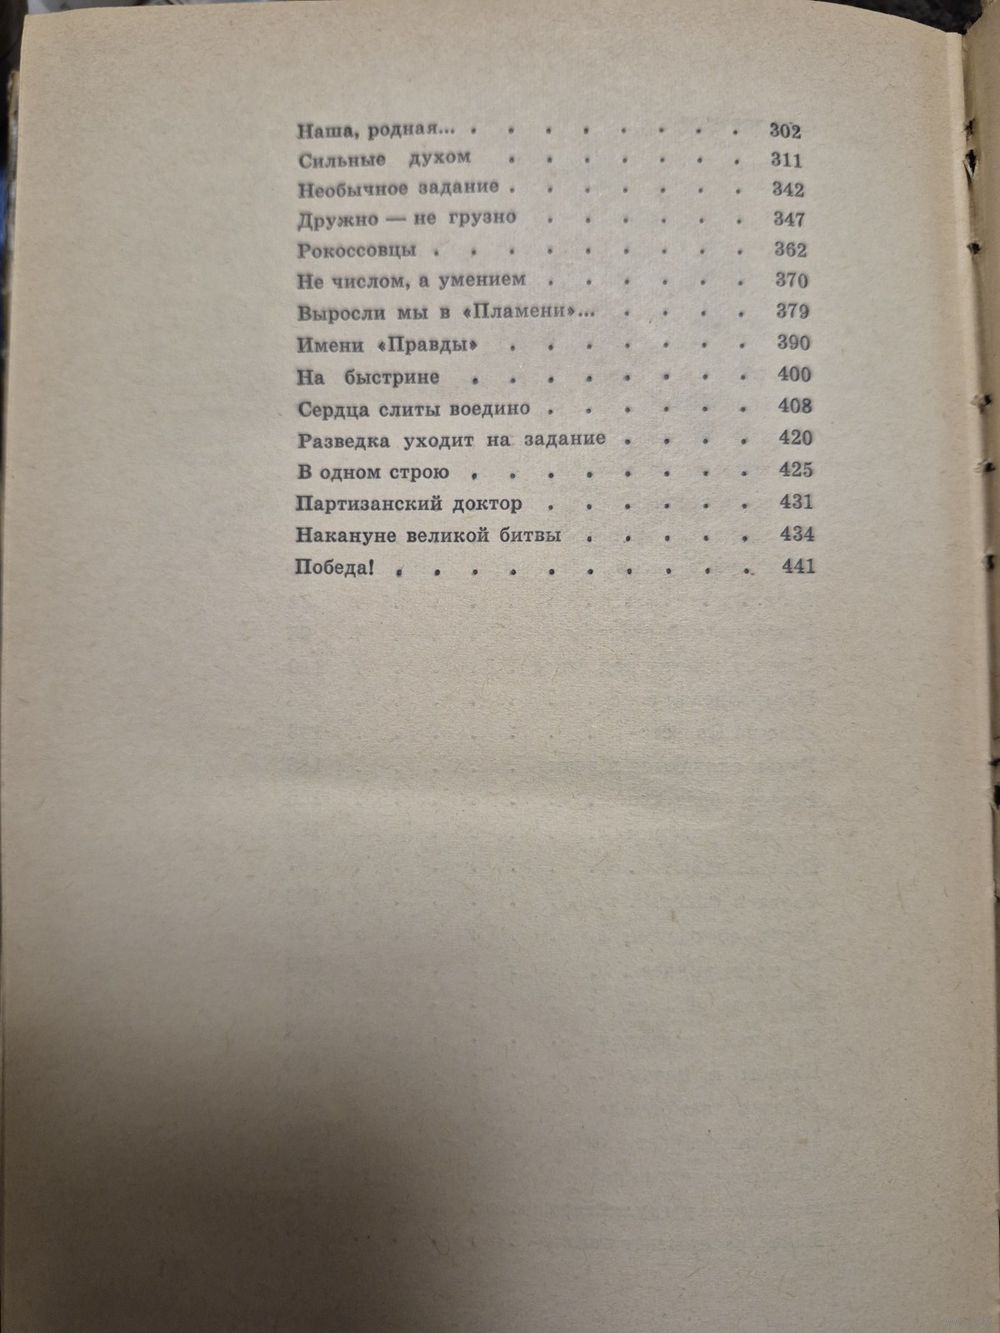 Наша, родная... . . . . . . . . 302
Сильные духом . . . . . . . 311
Необычное задание . . . . . . . 342
Дружно — не грузно . . . . . . 347
Рокоссовцы . . . . . . . . . 362
Не числом, а умением . . . . . . 370
Выросли мы в «Пламени»... . . . . 379
Имени «Правды» . . . . . . . 390
На быстрине . . . . . . . . 400
Сердца слиты воедино . . . . . . 408
Разведка уходит на задание . . . . 420
В одном строю . . . . . . . . 425
Партизанский доктор . . . . . . 431
Накануне великой битвы . . . . . 434
Победа! . . . . . . . . . . 441